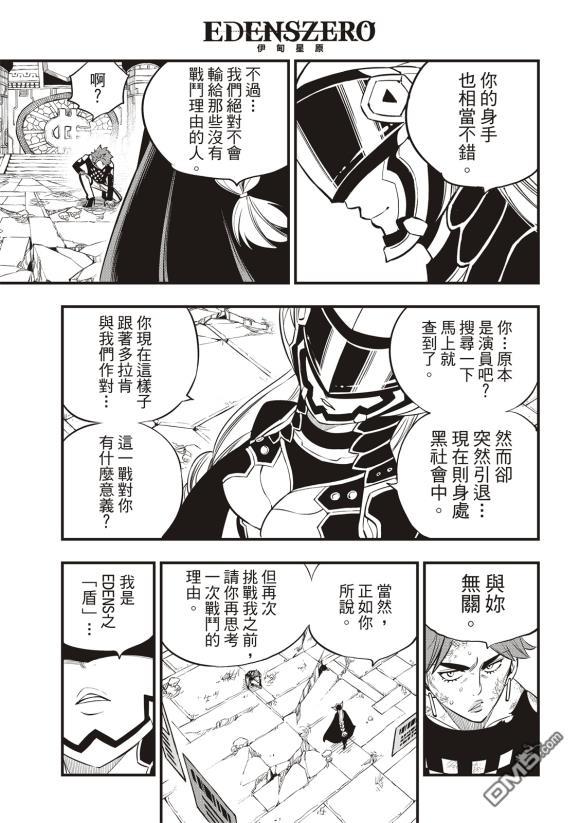 EDENSZERO
伊甸星原
你的身手
也相當不錯。
不過…
我們絕對不會
輸給那些沒有
戰鬥理由的人。
啊?
你…原本
是演員吧?
搜尋一下
馬上就
查到了。
然而卻
突然引退…
現在則身處
黑社會中。
你現在這樣子
跟著多拉肯
與我們作對…
這一戰對你
有什麼意義?
與妳
無關。
當然,
正如你
所說。
但再次
挑戰我之前,
請你再思考
一次戰鬥的
理由。
我是
EDENS之
「盾」…
DM5.com